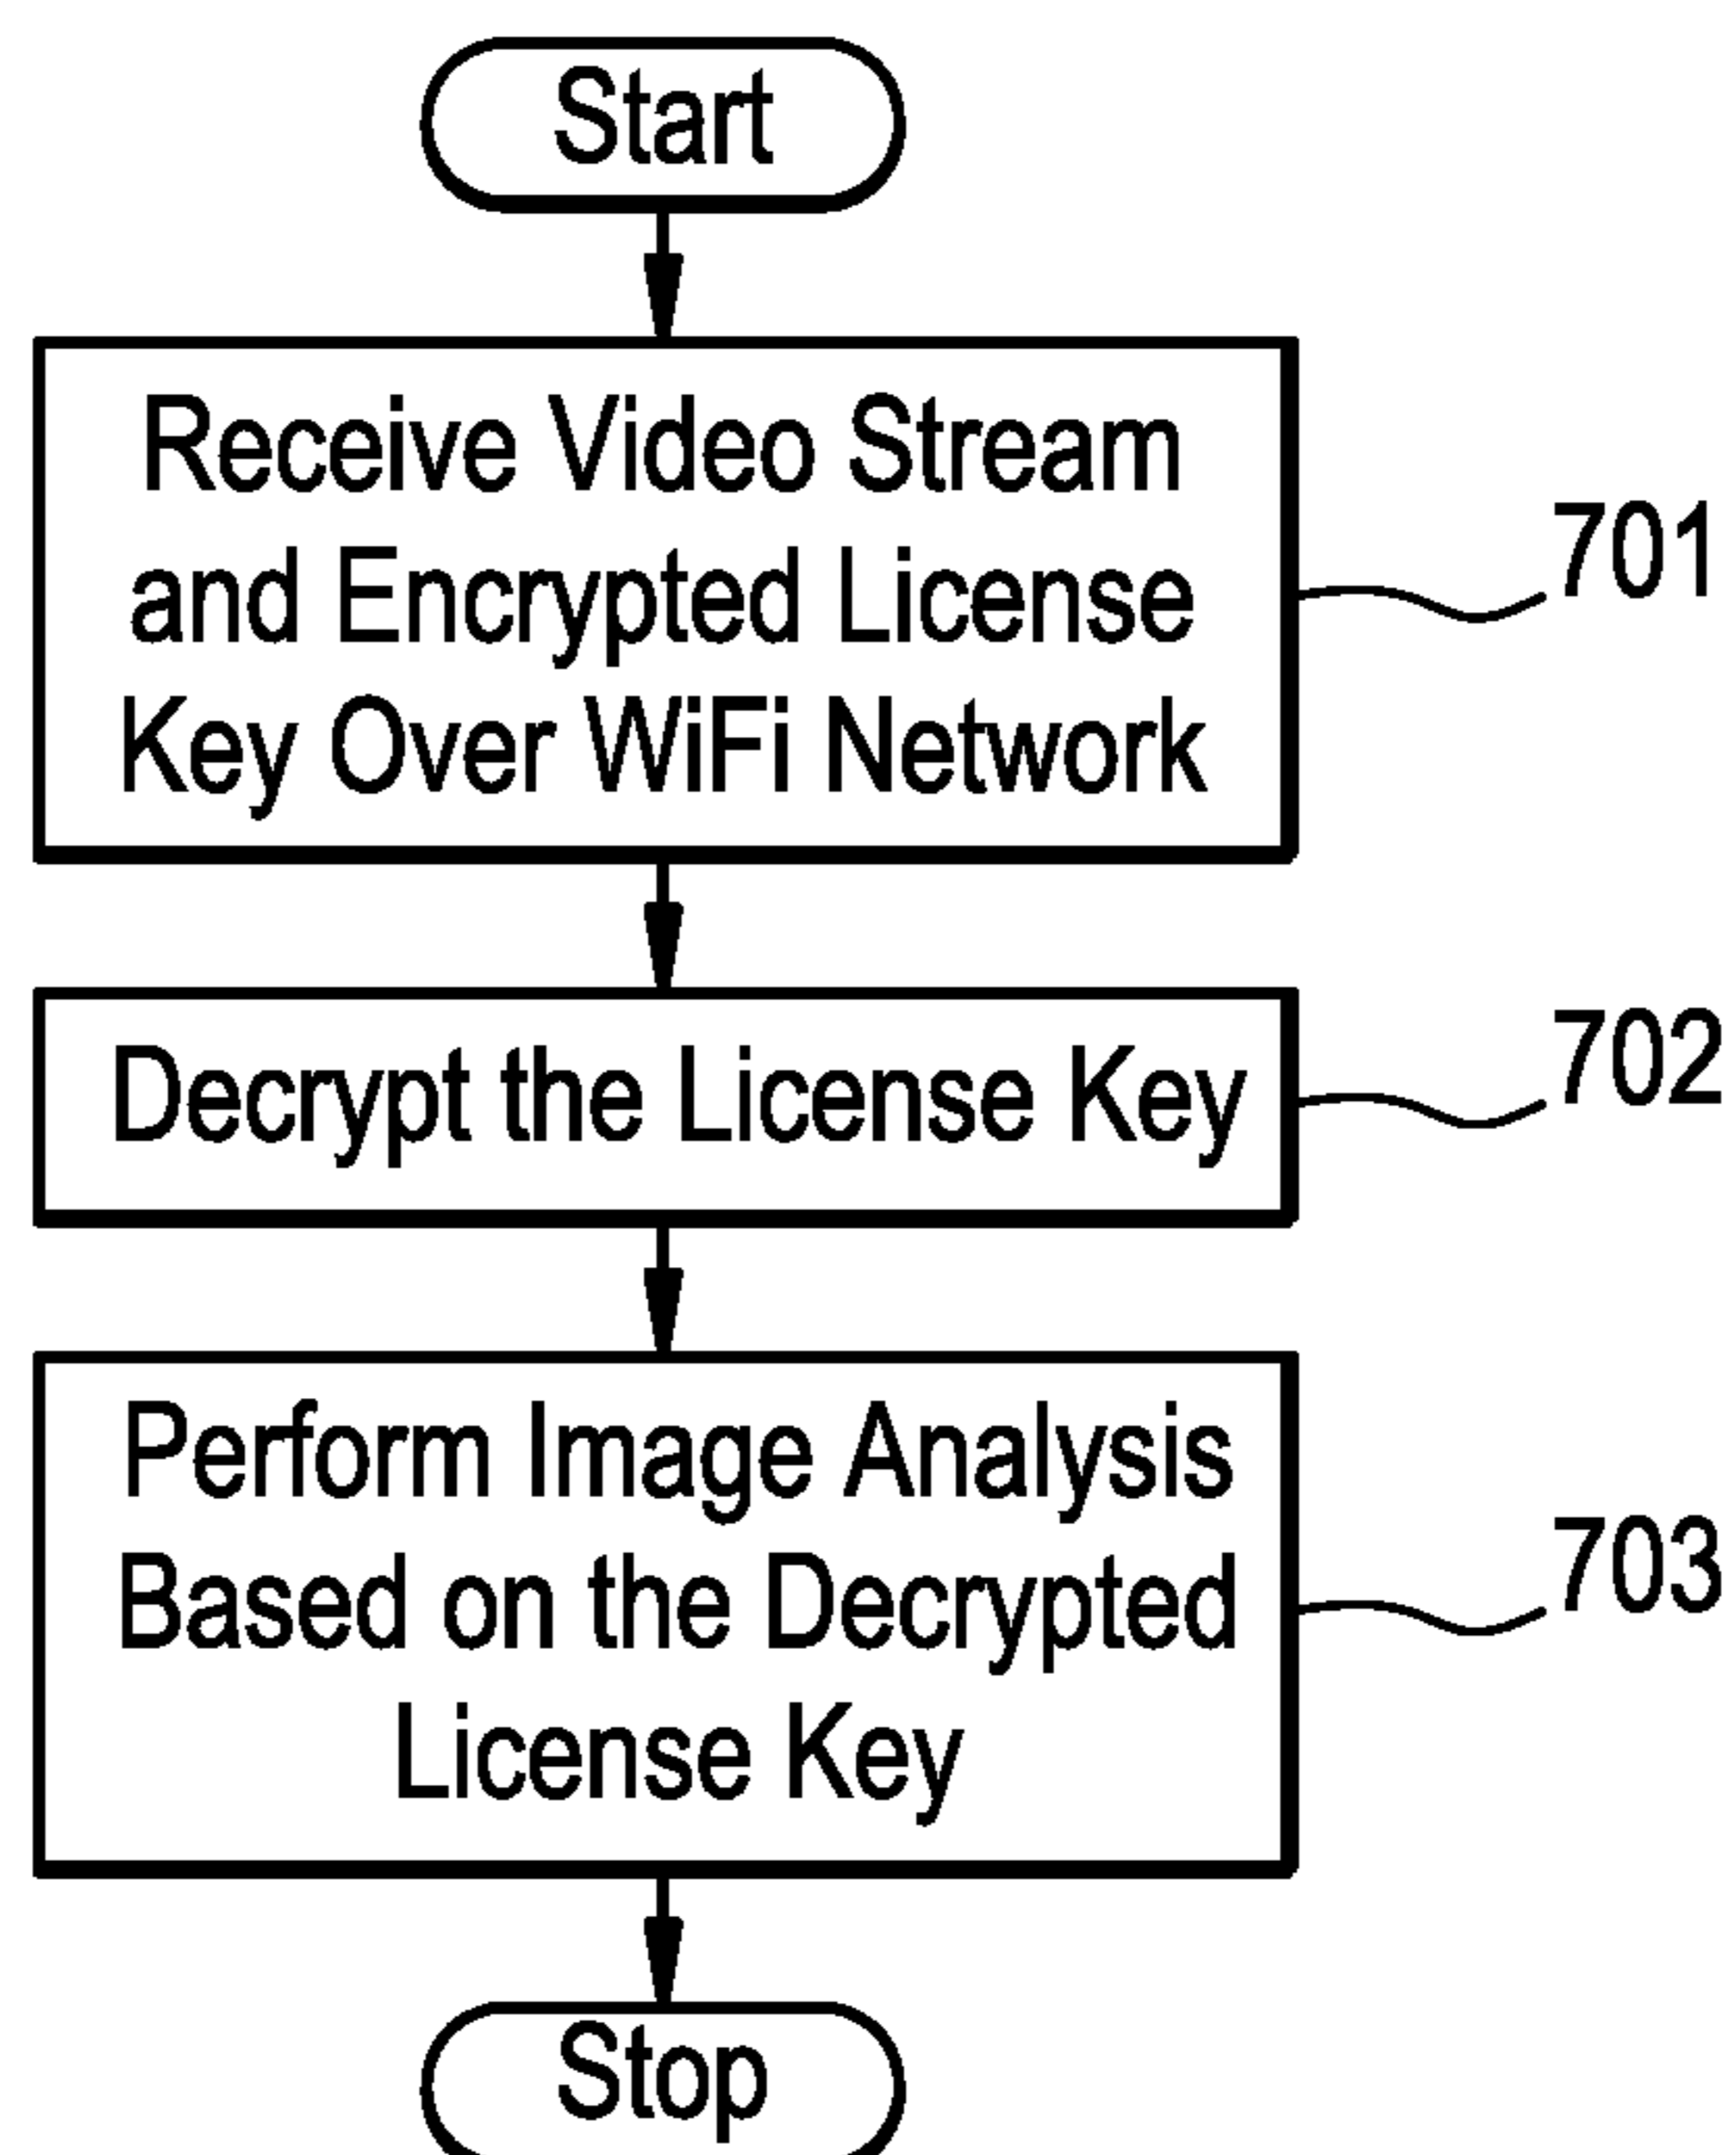 Start
Receive Video Stream
and Encrypted License
Key Over WiFi Network
701
Decrypt the License Key
702
Perform Image Analysis
Based on the Decrypted
License Key
703
Stop